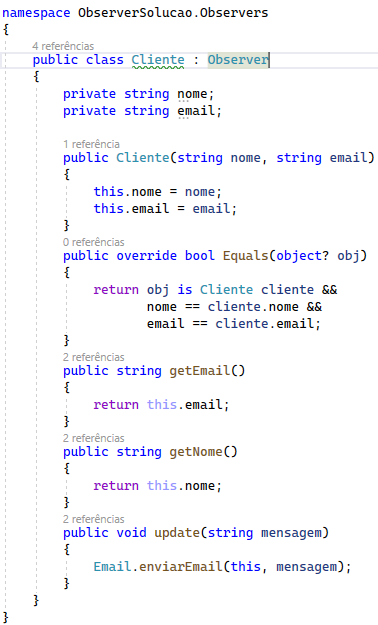 namespace ObserverSolucao.Observers
{
4 referências
public class Cliente : Observer
{
private string nome;
private string email;
1 referência
public Cliente(string nome, string email)
{
this.nome = nome;
this.email = email;
}
0 referências
public override bool Equals(object? obj)
{
return obj is Cliente cliente &&
nome == cliente.nome &&
email == cliente.email;
}
2 referências
public string getEmail()
{
return this.email;
}
2 referências
public string getNome()
{
return this.nome;
}
2 referências
public void update(string mensagem)
{
Email.enviarEmail(this, mensagem);
}
}
}